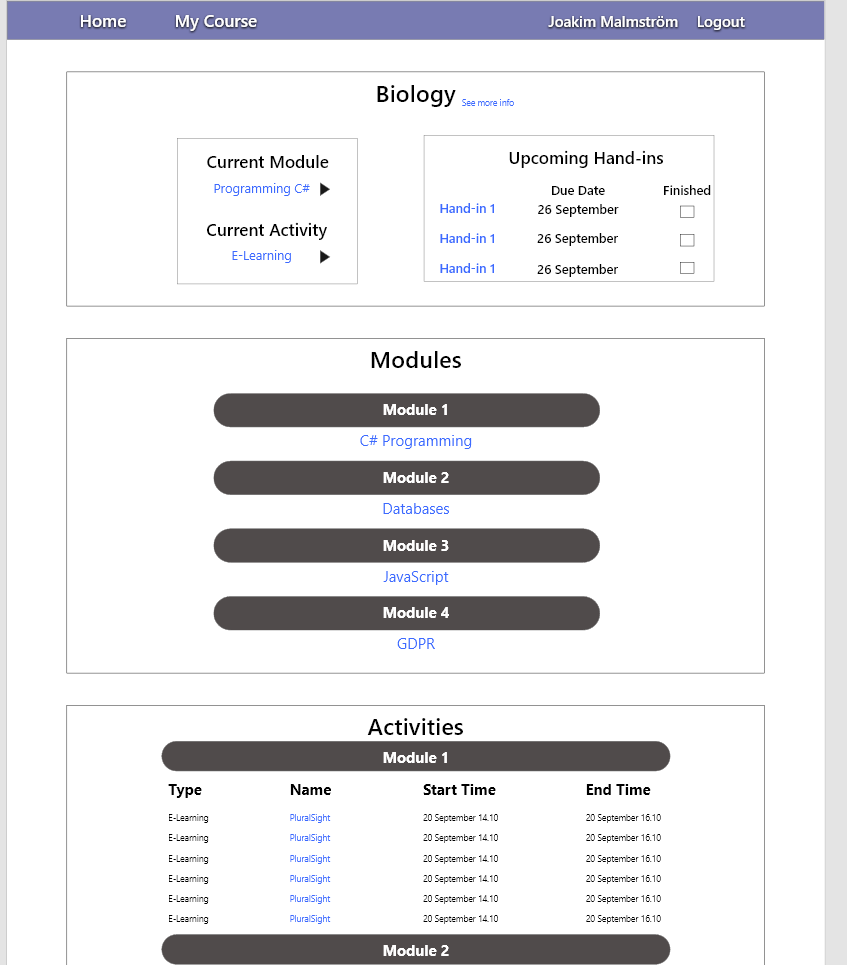 Home My Course Joakim Malmström Logout
Biology See more info
Current Module
Programming C#
Current Activity
E-Learning
Upcoming Hand-ins
Due Date Finished
Hand-in 1 26 September
Hand-in 1 26 September
Hand-in 1 26 September
Modules
Module 1
C# Programming
Module 2
Databases
Module 3
JavaScript
Module 4
GDPR
Activities
Module 1
Type Name Start Time End Time
E-Learning PluralSight 20 September 14.10 20 September 16.10
E-Learning PluralSight 20 September 14.10 20 September 16.10
E-Learning PluralSight 20 September 14.10 20 September 16.10
E-Learning PluralSight 20 September 14.10 20 September 16.10
E-Learning PluralSight 20 September 14.10 20 September 16.10
E-Learning PluralSight 20 September 14.10 20 September 16.10
Module 2